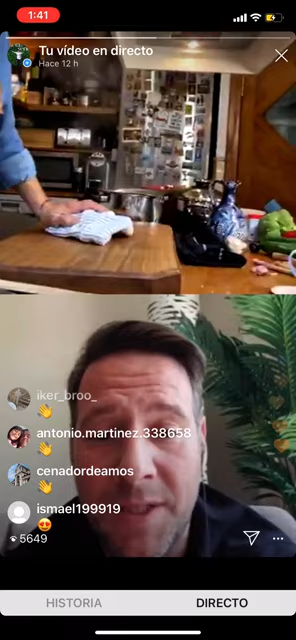 1:41
Tu vídeo en directo
Hace 12 h
iker_broo_
antonio.martinez.338658
cenadordeamos
ismael199919
5649
HISTORIA
DIRECTO